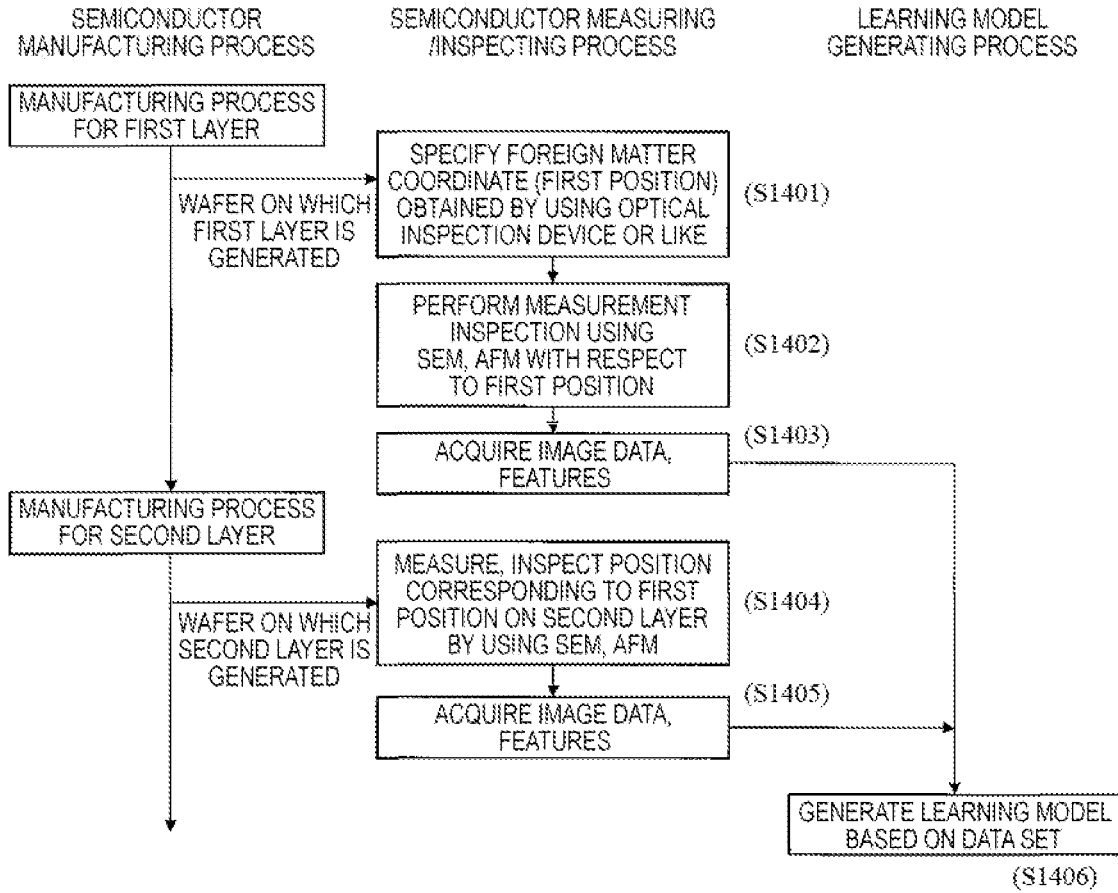 SEMICONDUCTOR
MANUFACTURING PROCESS
SEMICONDUCTOR MEASURING
/INSPECTING PROCESS
LEARNING MODEL
GENERATING PROCESS
MANUFACTURING PROCESS
FOR FIRST LAYER
WAFER ON WHICH
FIRST LAYER IS
GENERATED
SPECIFY FOREIGN MATTER
COORDINATE (FIRST POSITION)
OBTAINED BY USING OPTICAL
INSPECTION DEVICE OR LIKE
(S1401)
PERFORM MEASUREMENT
INSPECTION USING
SEM, AFM WITH RESPECT
TO FIRST POSITION
(S1402)
ACQUIRE IMAGE DATA,
FEATURES
(S1403)
MANUFACTURING PROCESS
FOR SECOND LAYER
WAFER ON WHICH
SECOND LAYER IS
GENERATED
MEASURE, INSPECT POSITION
CORRESPONDING TO FIRST
POSITION ON SECOND LAYER
BY USING SEM, AFM
(S1404)
ACQUIRE IMAGE DATA,
FEATURES
(S1405)
GENERATE LEARNING MODEL
BASED ON DATA SET
(S1406)